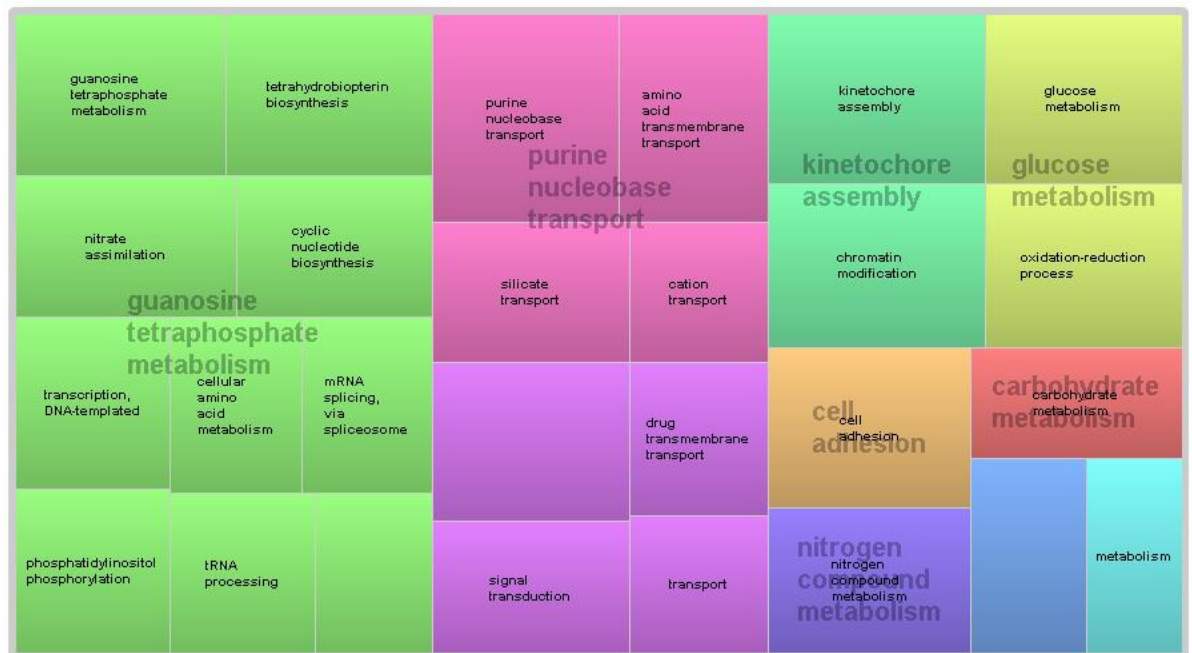 guanosine
tetraphosphate
metabolism
tetrahydrobiopterin
biosynthesis
nitrate
assimilation
cyclic
nucleotide
biosynthesis
guanosine
tetraphosphate
metabolism
transcription,
DNA-templated
cellular
amino
acid
metabolism
mRNA
splicing,
via
spliceosome
phosphatidylinositol
phosphorylation
tRNA
processing
purine
nucleobase
transport
amino
acid
transmembrane
transport
purine
nucleobase
transport
silicate
transport
cation
transport
drug
transmembrane
transport
signal
transduction
transport
kinetochore
assembly
kinetochore
assembly
chromatin
modification
glucose
metabolism
glucose
metabolism
oxidation-reduction
process
cell
adhesion
cell
adhesion
carbohydrate
metabolism
carbohydrate
metabolism
nitrogen
compound
metabolism
nitrogen
compound
metabolism
metabolism